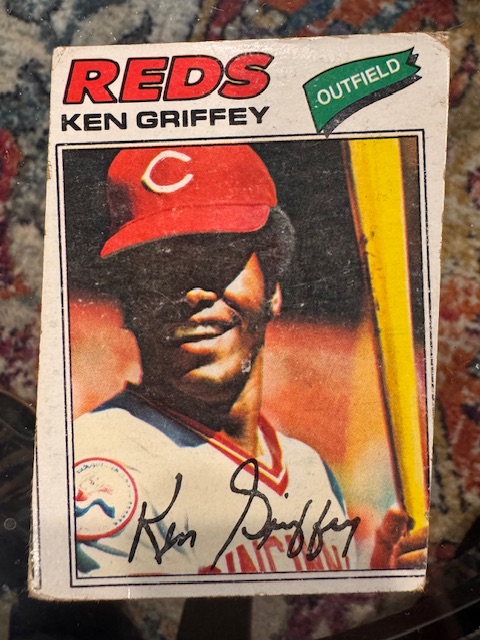 REDS
OUTFIELD
KEN GRIFFEY
C
Ken Griffey